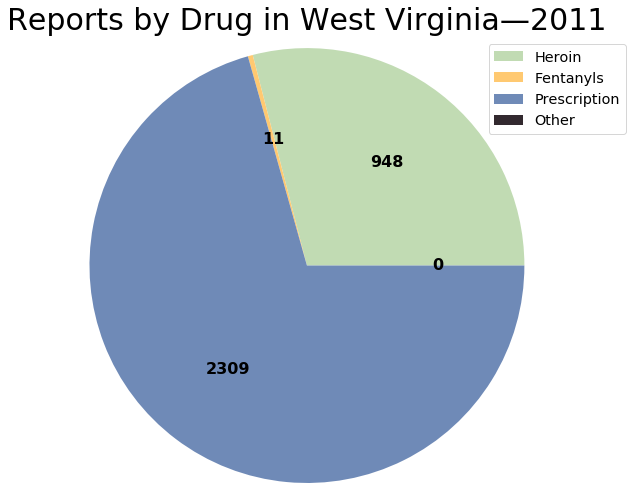 Reports by Drug in West Virginia—2011
Heroin
Fentanyls
Prescription
Other
11
948
0
2309